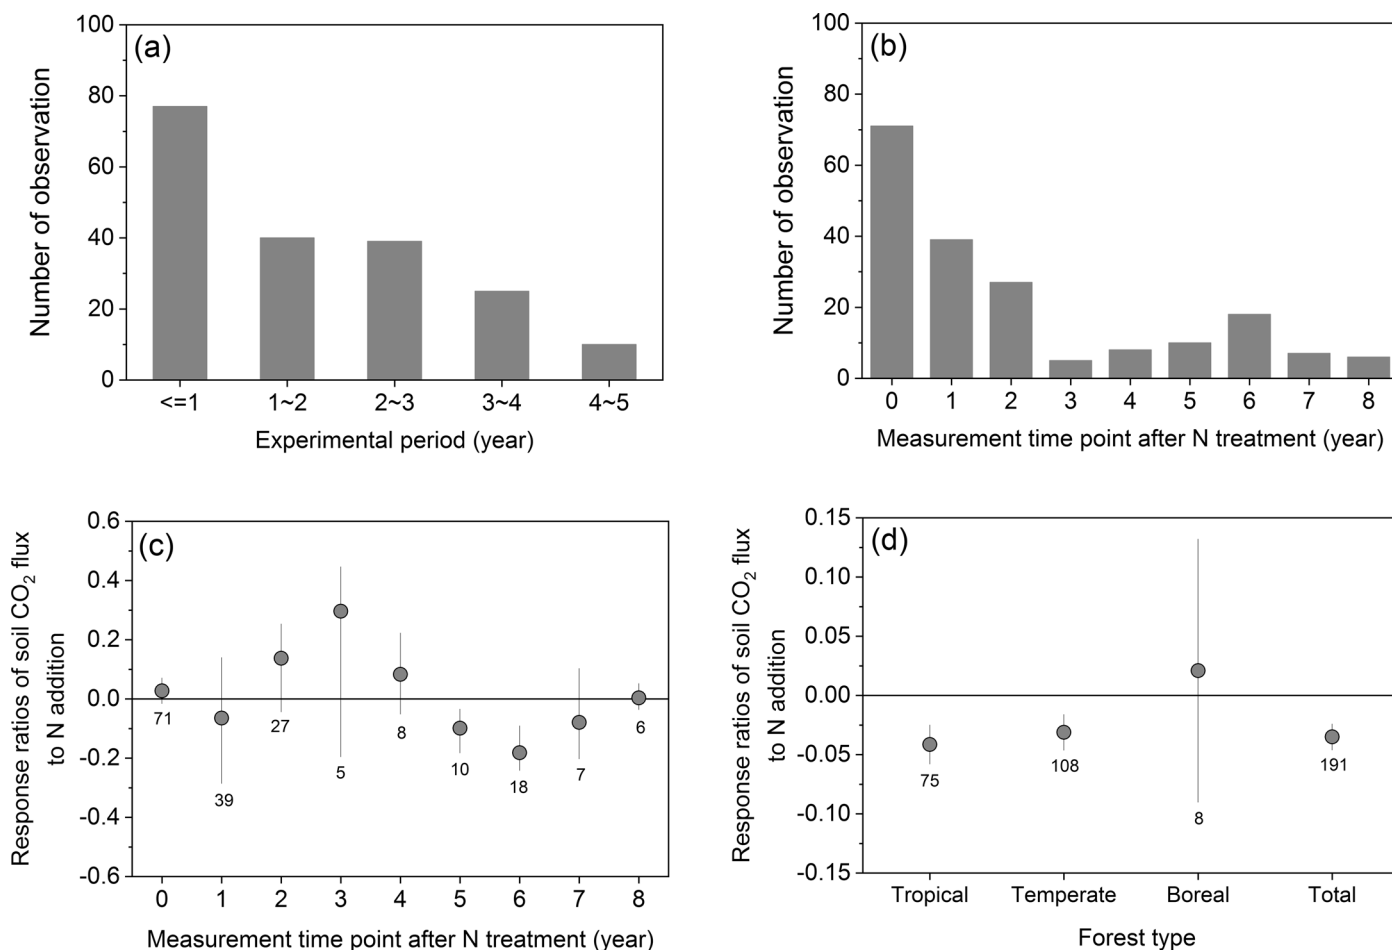 (a)
100
80
60
40
20
0
Number of observation
<=1 1~2 2~3 3~4 4~5
Experimental period (year)
(b)
100
80
60
40
20
0
Number of observation
0 1 2 3 4 5 6 7 8
Measurement time point after N treatment (year)
(c)
0.6
0.4
0.2
0.0
-0.2
-0.4
-0.6
Response ratios of soil CO₂ flux
to N addition
71
39
27
5
8
10
18
7
6
0 1 2 3 4 5 6 7 8
Measurement time point after N treatment (year)
(d)
0.15
0.10
0.05
0.00
-0.05
-0.10
-0.15
Response ratios of soil CO₂ flux
to N addition
75
108
8
191
Tropical Temperate Boreal Total
Forest type